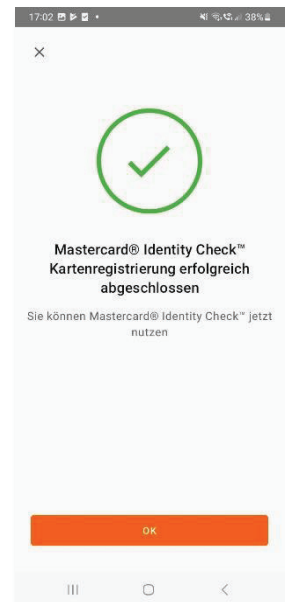 17:02 38%
Mastercard® Identity Check™
Kartenregistrierung erfolgreich
abgeschlossen
Sie können Mastercard® Identity Check™ jetzt
nutzen
OK